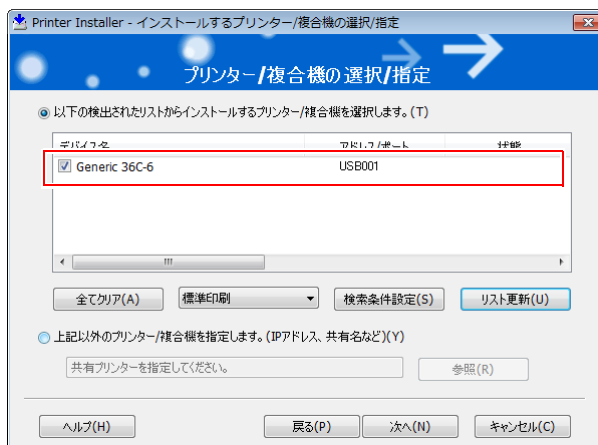 Printer Installer - インストールするプリンター/複合機の選択/指定
プリンター/複合機の選択/指定
以下の検出されたリストからインストールするプリンター/複合機を選択します。(T)
デバイス名 アドレス/ポート 状態
Generic 36C-6 USB001
全てクリア(A) 標準印刷 検索条件設定(S) リスト更新(U)
上記以外のプリンター/複合機を指定します。(IPアドレス、共有名など)(Y)
共有プリンターを指定してください。 参照(R)
ヘルプ(H) 戻る(P) 次へ(N) キャンセル(C)